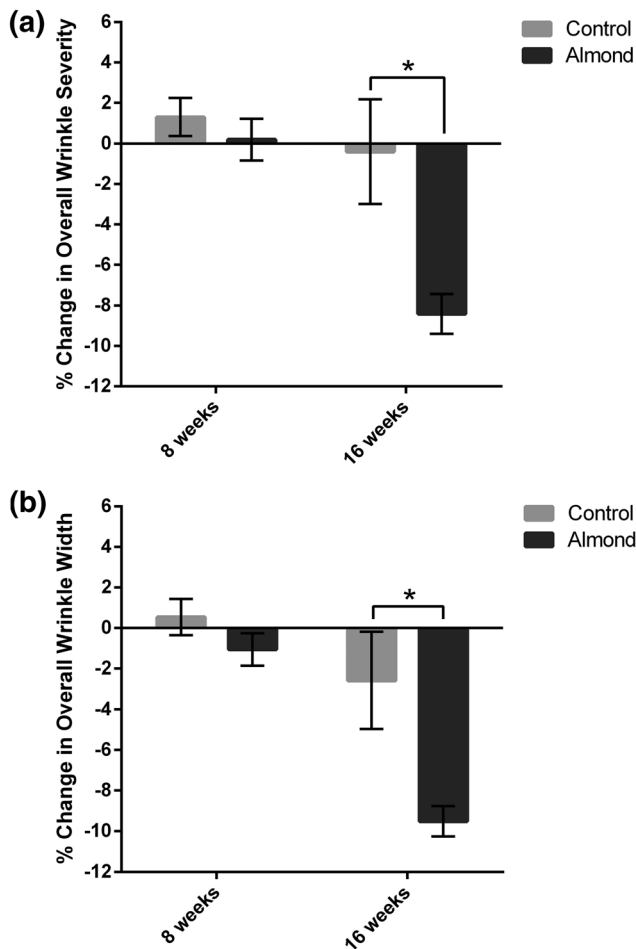 (a)
% Change in Overall Wrinkle Severity
6
4
2
0
-2
-4
-6
-8
-10
-12
*
8 weeks
16 weeks
Control
Almond
(b)
% Change in Overall Wrinkle Width
6
4
2
0
-2
-4
-6
-8
-10
-12
*
8 weeks
16 weeks
Control
Almond